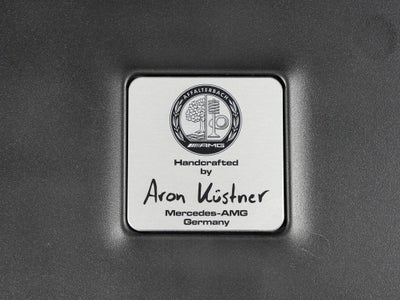 AFFALTERBACH
AMG
Handcrafted
by
Aron Küstner
Mercedes-AMG
Germany